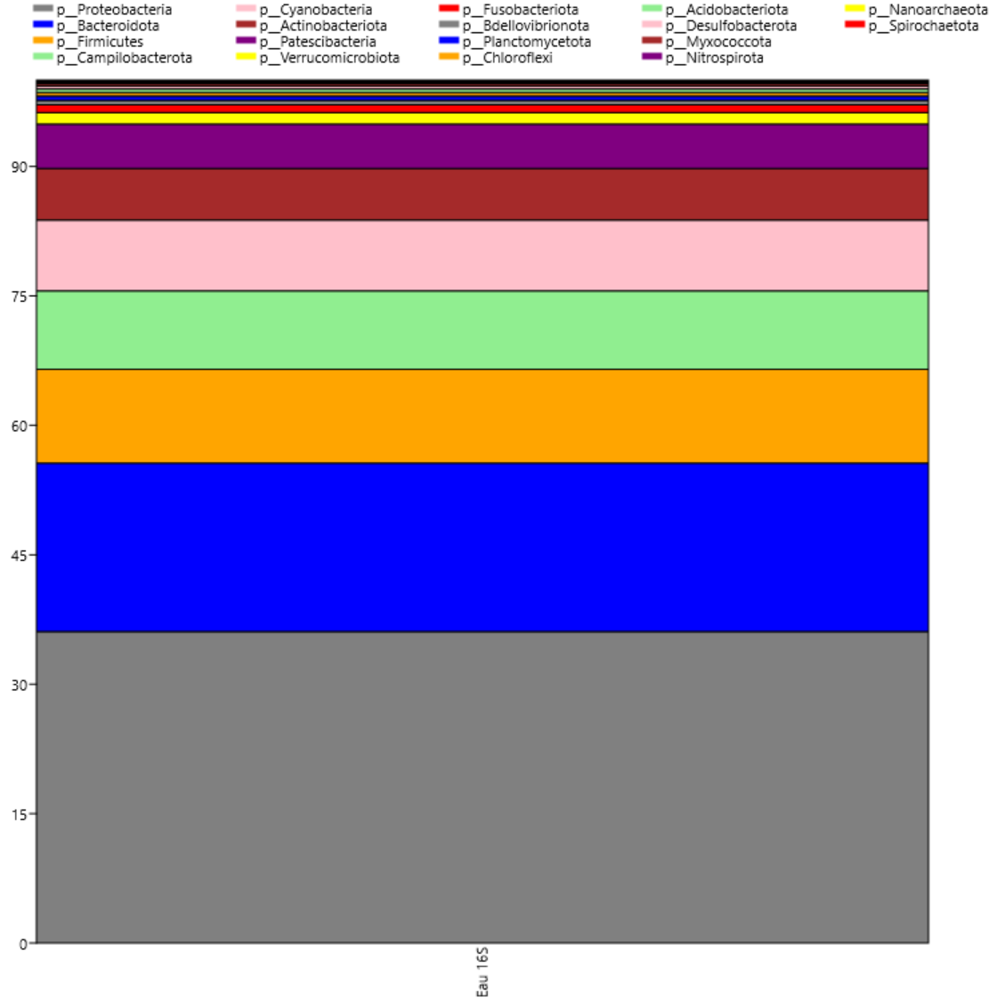 p__Proteobacteria p__Cyanobacteria p__Fusobacteriota p__Acidobacteriota p__Nanoarchaeota
p__Bacteroidota p__Actinobacteriota p__Bdellovibrionota p__Desulfobacterota p__Spirochaetota
p__Firmicutes p__Patescibacteria p__Planctomycetota p__Myxococcota
p__Campilobacterota p__Verrucomicrobiota p__Chloroflexi p__Nitrospirota
90
75
60
45
30
15
0
Eau 16S